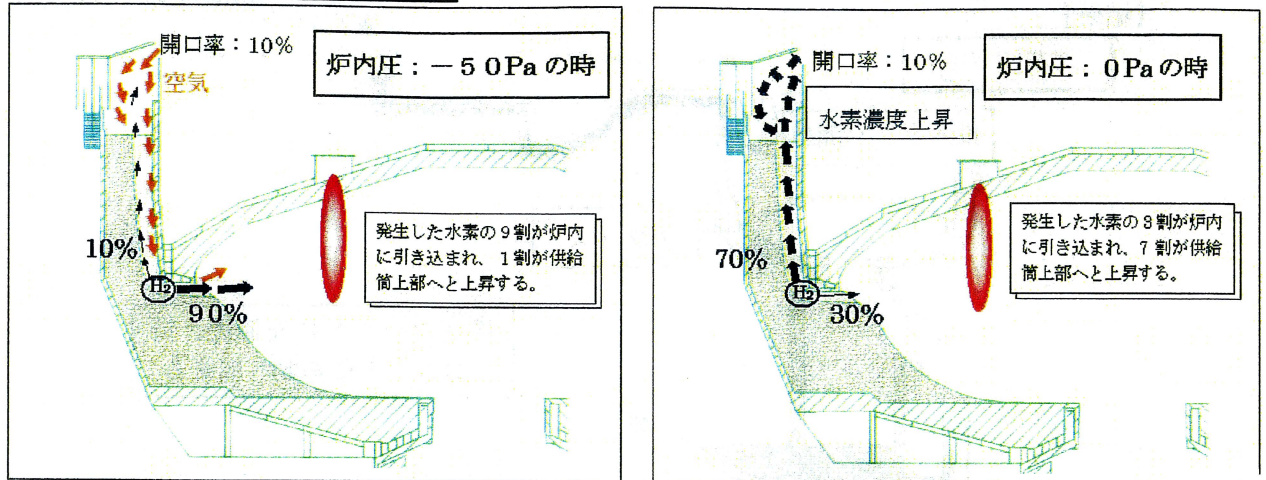 開口率：10%
炉内圧：－５０Paの時
空気
10%
H₂
90%
発生した水素の９割が炉内
に引き込まれ、１割が供給
筒上部へと上昇する。
開口率：10%
炉内圧：０Paの時
水素濃度上昇
70%
H₂
30%
発生した水素の３割が炉内
に引き込まれ、７割が供給
筒上部へと上昇する。